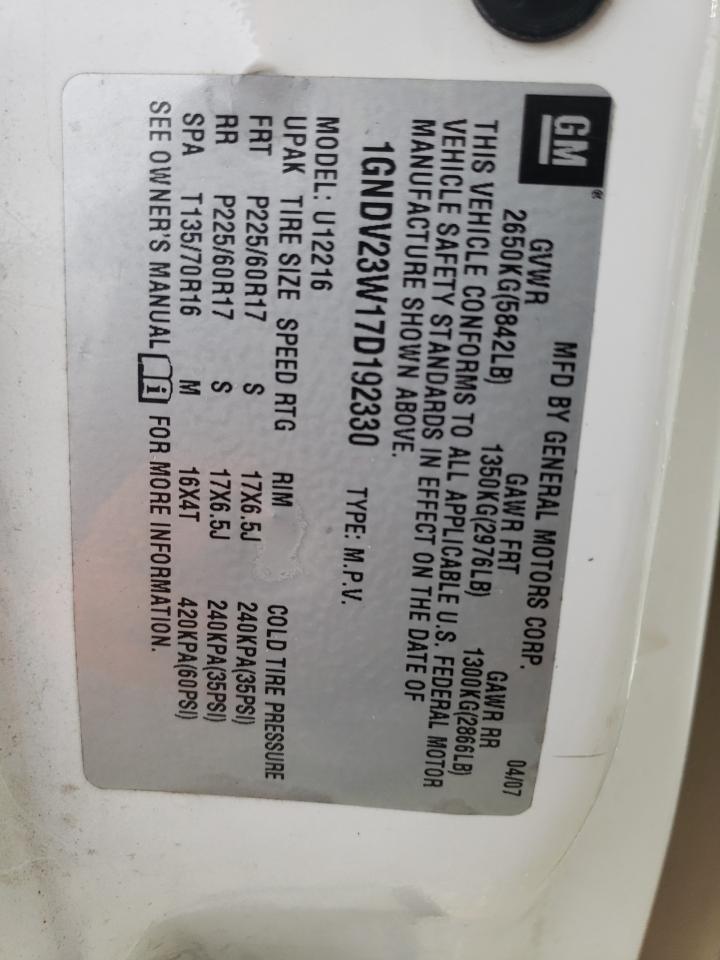 GM®
MFD BY GENERAL MOTORS CORP. 04/07
GVWR GAWR FRT GAWR RR
2650KG(5842LB) 1350KG(2976LB) 1300KG(2866LB)
THIS VEHICLE CONFORMS TO ALL APPLICABLE U.S. FEDERAL MOTOR
VEHICLE SAFETY STANDARDS IN EFFECT ON THE DATE OF
MANUFACTURE SHOWN ABOVE.
1GNDV23W17D192330 TYPE: M.P.V.
MODEL: U12216
UPAK TIRE SIZE SPEED RTG RIM COLD TIRE PRESSURE
FRT P225/60R17 S 17X6.5J 240KPA(35PSI)
RR P225/60R17 S 17X6.5J 240KPA(35PSI)
SPA T135/70R16 M 16X4T 420KPA(60PSI)
SEE OWNER'S MANUAL i FOR MORE INFORMATION.